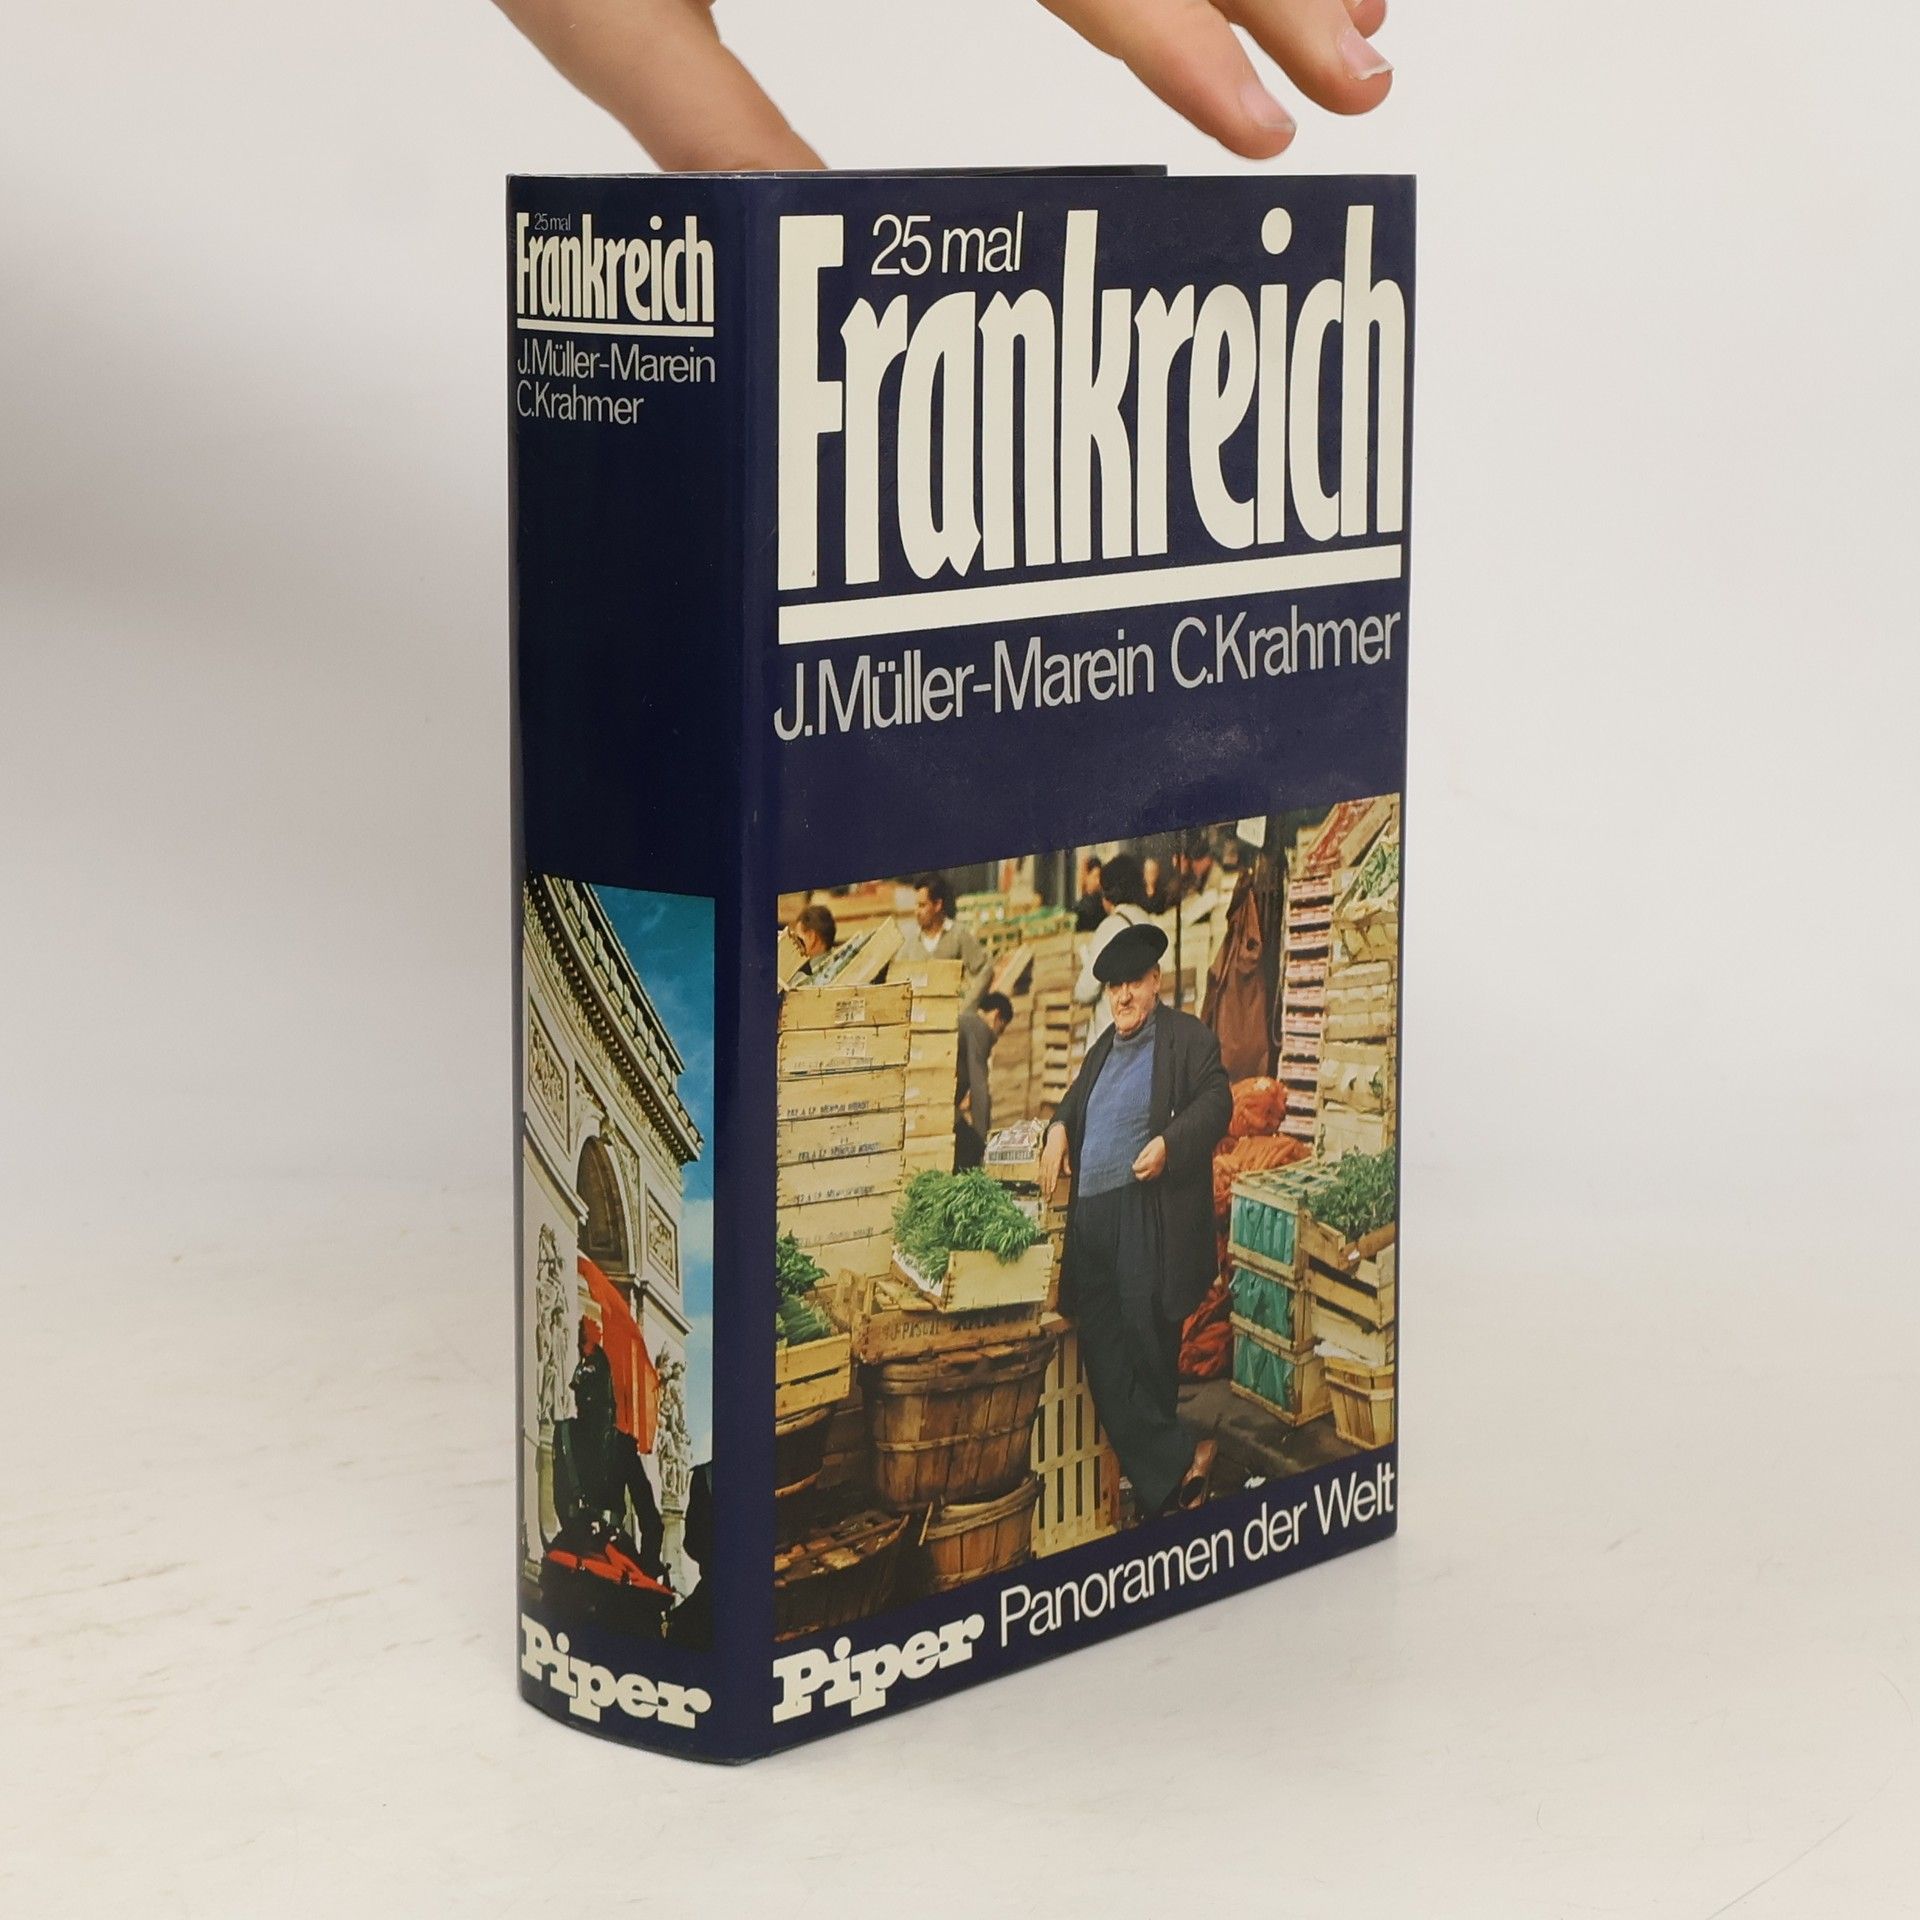 25 mal
Frankreich
J.Müller-Marein
C.Krahmer
Piper
25 mal
Frankreich
J.Müller-Marein C.Krahmer
Piper Panoramen der Welt